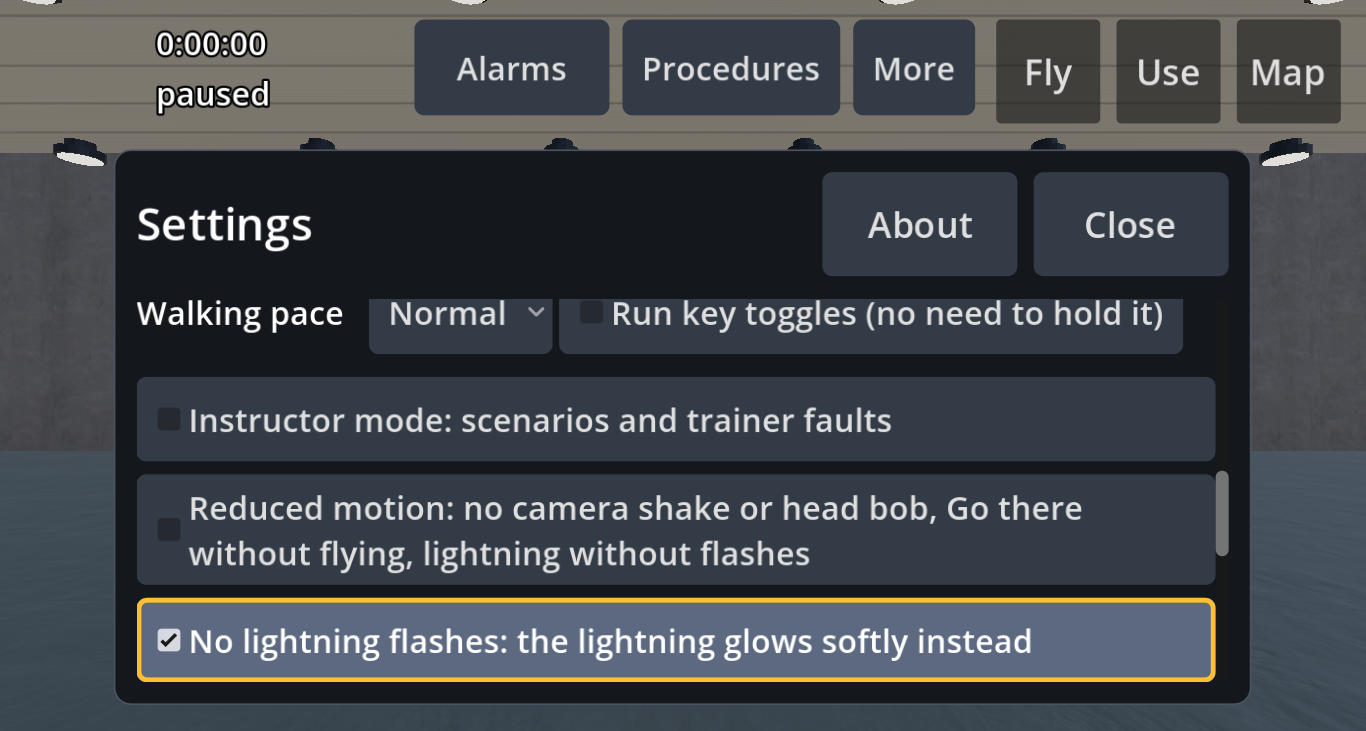 0:00:00
paused
Alarms
Procedures
More
Fly
Use
Map
Settings
About
Close
Walking pace
Normal
Run key toggles (no need to hold it)
Instructor mode: scenarios and trainer faults
Reduced motion: no camera shake or head bob, Go there
without flying, lightning without flashes
No lightning flashes: the lightning glows softly instead